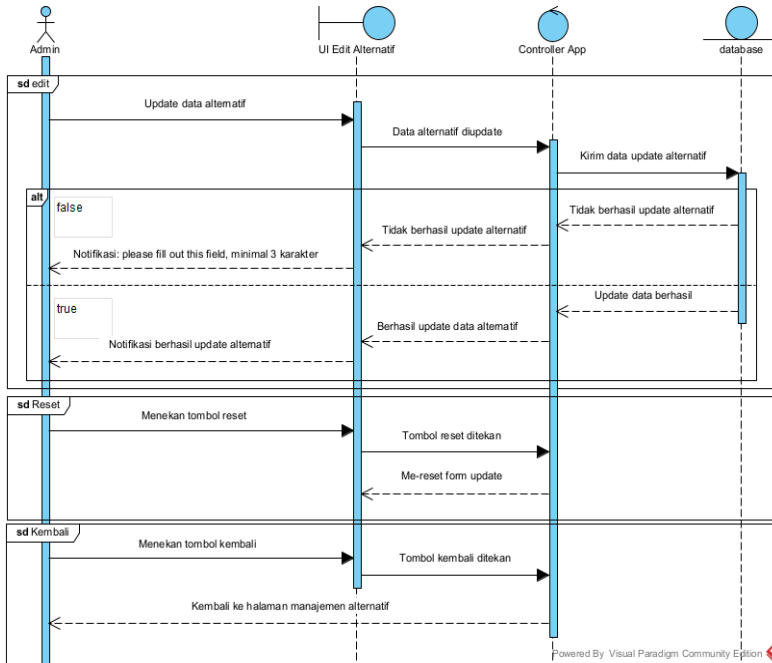 Admin
UI Edit Alternatif
Controller App
database
sd edit
Update data alternatif
Data alternatif diupdate
Kirim data update alternatif
alt
false
Tidak berhasil update alternatif
Tidak berhasil update alternatif
Notifikasi: please fill out this field, minimal 3 karakter
true
Update data berhasil
Berhasil update data alternatif
Notifikasi berhasil update alternatif
sd Reset
Menekan tombol reset
Tombol reset ditekan
Me-reset form update
sd Kembali
Menekan tombol kembali
Tombol kembali ditekan
Kembali ke halaman manajemen alternatif
Powered By Visual Paradigm Community Edition